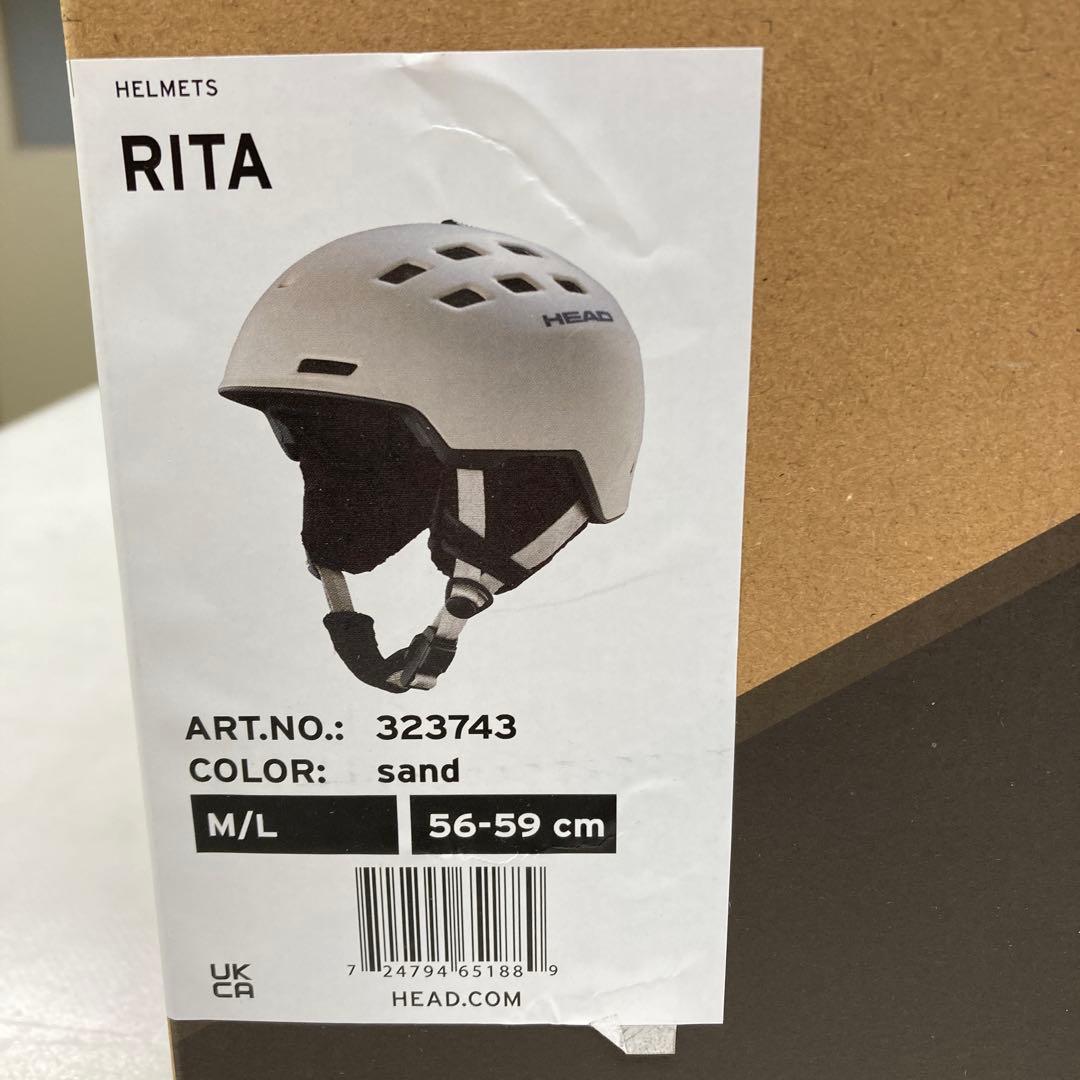 HELMETS
RITA
HEAD
ART.NO.: 323743
COLOR: sand
M/L 56-59 cm
7 24794 65188 9
UK
CA
HEAD.COM